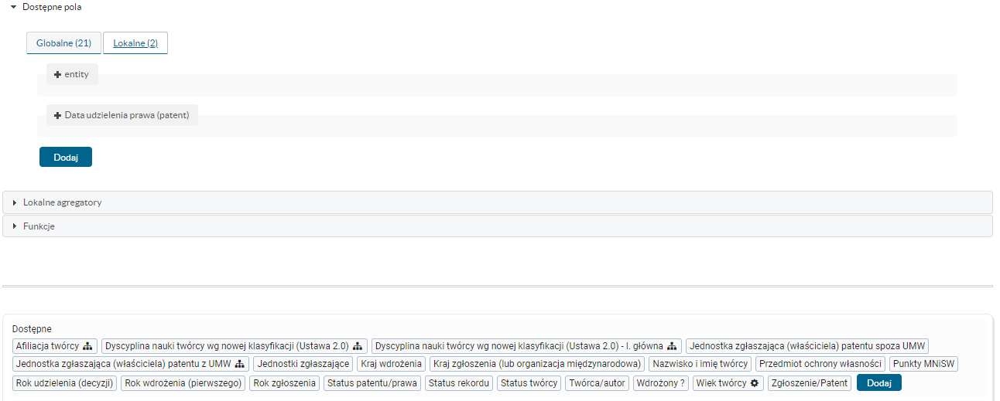 Dostępne pola
Globalne (21) Lokalne (2)
entity
Data udzielenia prawa (patent)
Dodaj
Lokalne agregatory
Funkcje
Dostępne
Afiliacja twórcy Dyscyplina nauki twórcy wg nowej klasyfikacji (Ustawa 2.0) Dyscyplina nauki twórcy wg nowej klasyfikacji (Ustawa 2.0) - I. główna Jednostka zgłaszająca (właściciela) patentu spoza UMW
Jednostka zgłaszająca (właściciela) patentu z UMW Jednostki zgłaszające Kraj wdrożenia Kraj zgłoszenia (lub organizacja międzynarodowa) Nazwisko i imię twórcy Przedmiot ochrony własności Punkty MNiSW
Rok udzielenia (decyzji) Rok wdrożenia (pierwszego) Rok zgłoszenia Status patentu/prawa Status rekordu Status twórcy Twórca/autor Wdrożony ? Wiek twórcy Zgłoszenie/Patent Dodaj